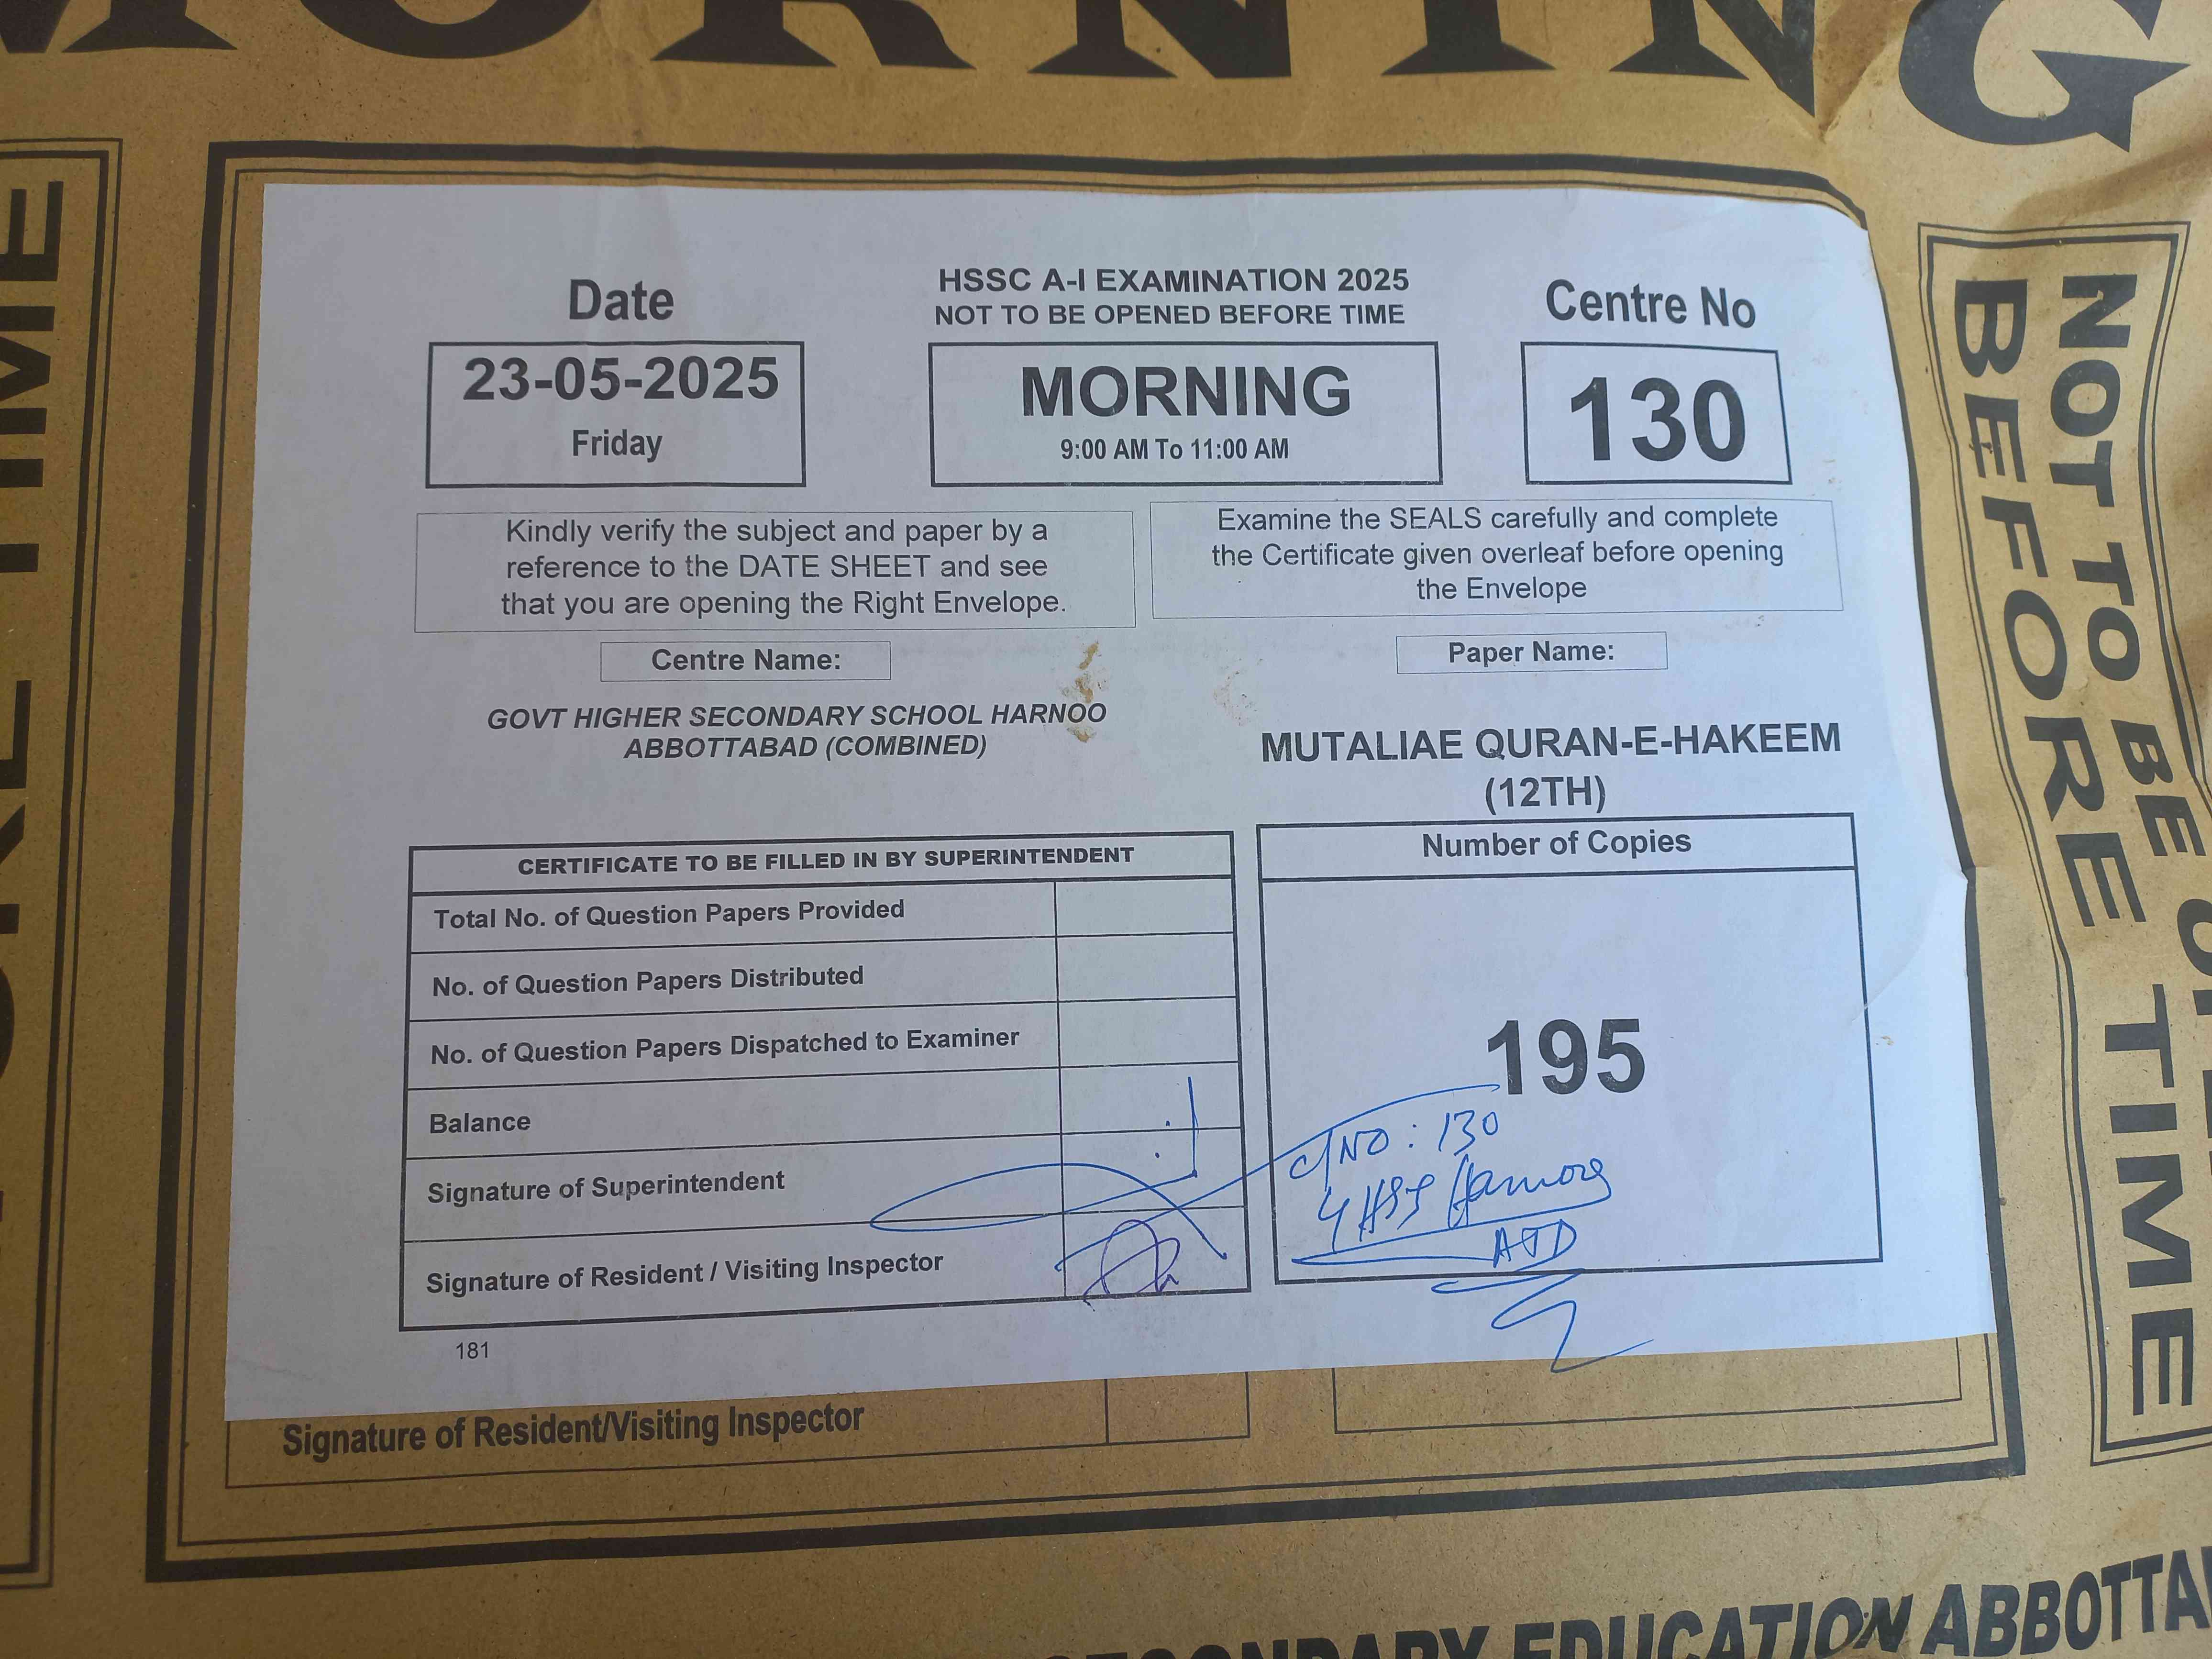 MORNING
Date
23-05-2025
Friday
HSSC A-I EXAMINATION 2025
NOT TO BE OPENED BEFORE TIME
MORNING
9:00 AM To 11:00 AM
Centre No
130
Kindly verify the subject and paper by a
reference to the DATE SHEET and see
that you are opening the Right Envelope.
Examine the SEALS carefully and complete
the Certificate given overleaf before opening
the Envelope
Centre Name:
GOVT HIGHER SECONDARY SCHOOL HARNOO
ABBOTTABAD (COMBINED)
Paper Name:
MUTALIAE QURAN-E-HAKEEM
(12TH)
CERTIFICATE TO BE FILLED IN BY SUPERINTENDENT
Total No. of Question Papers Provided
No. of Question Papers Distributed
No. of Question Papers Dispatched to Examiner
Balance
Signature of Superintendent
Signature of Resident / Visiting Inspector
Number of Copies
195
C/NO: 130
GHSS Harnoo
ATD
181
Signature of Resident/Visiting Inspector
NOT TO BE
BEFORE TIME
TIME
SECONDARY EDUCATION